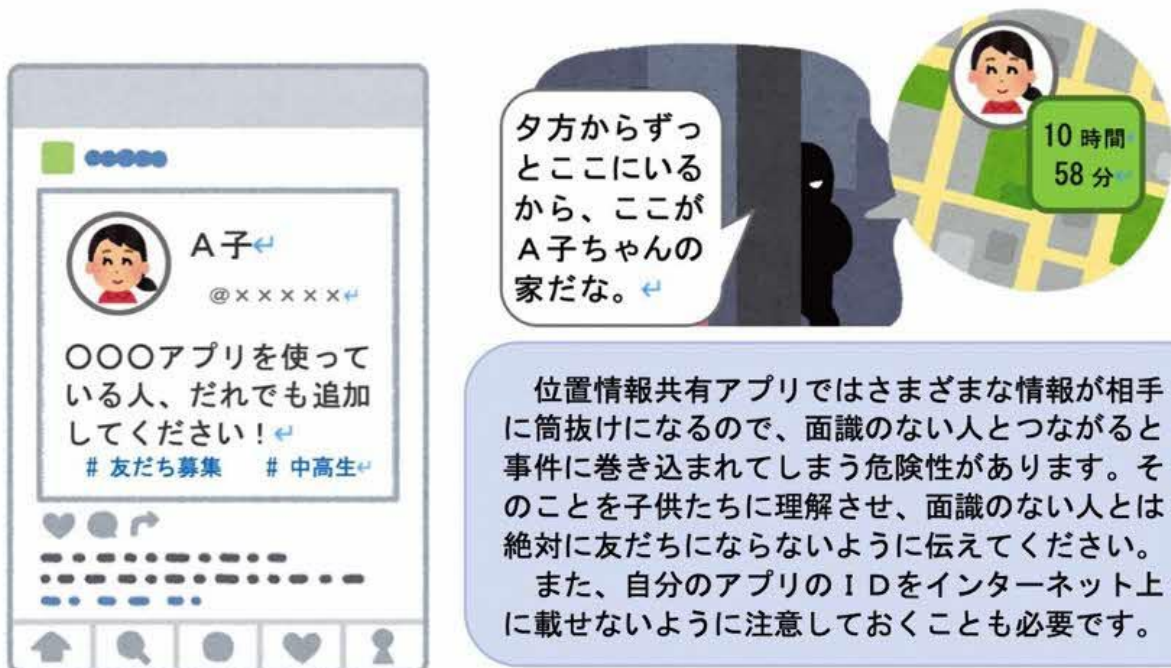 A子↵
@×××××↵
〇〇〇アプリを使って
いる人、だれでも追加
してください！↵
# 友だち募集 # 中高生↵
夕方からずっ
とここにいる
から、ここが
A子ちゃんの
家だな。↵
10 時間↵
58 分↵
位置情報共有アプリではさまざまな情報が相手
に筒抜けになるので、面識のない人とつながると
事件に巻き込まれてしまう危険性があります。そ
のことを子供たちに理解させ、面識のない人とは
絶対に友だちにならないように伝えてください。
また、自分のアプリのＩＤをインターネット上
に載せないように注意しておくことも必要です。